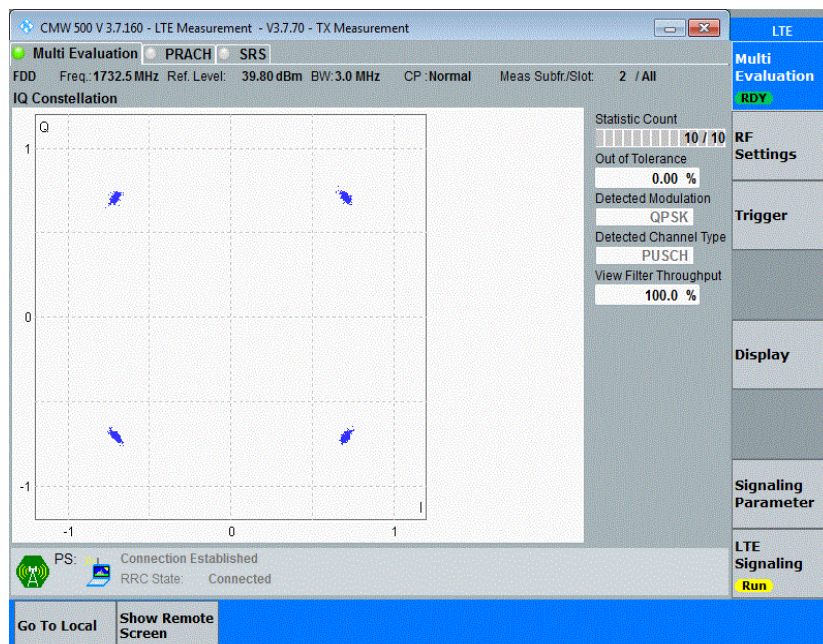 CMW 500 V 3.7.160 - LTE Measurement - V3.7.70 - TX Measurement
LTE
Multi Evaluation PRACH SRS
FDD Freq.: 1732.5 MHz Ref. Level: 39.80 dBm BW: 3.0 MHz CP : Normal Meas Subfr./Slot: 2 / All
IQ Constellation
Q
1
0
-1
I
-1 0 1
Statistic Count
10 / 10
Out of Tolerance
0.00 %
Detected Modulation
QPSK
Detected Channel Type
PUSCH
View Filter Throughput
100.0 %
Multi
Evaluation
RDY
RF
Settings
Trigger
Display
Signaling
Parameter
LTE
Signaling
Run
PS: Connection Established
RRC State: Connected
Go To Local
Show Remote
Screen